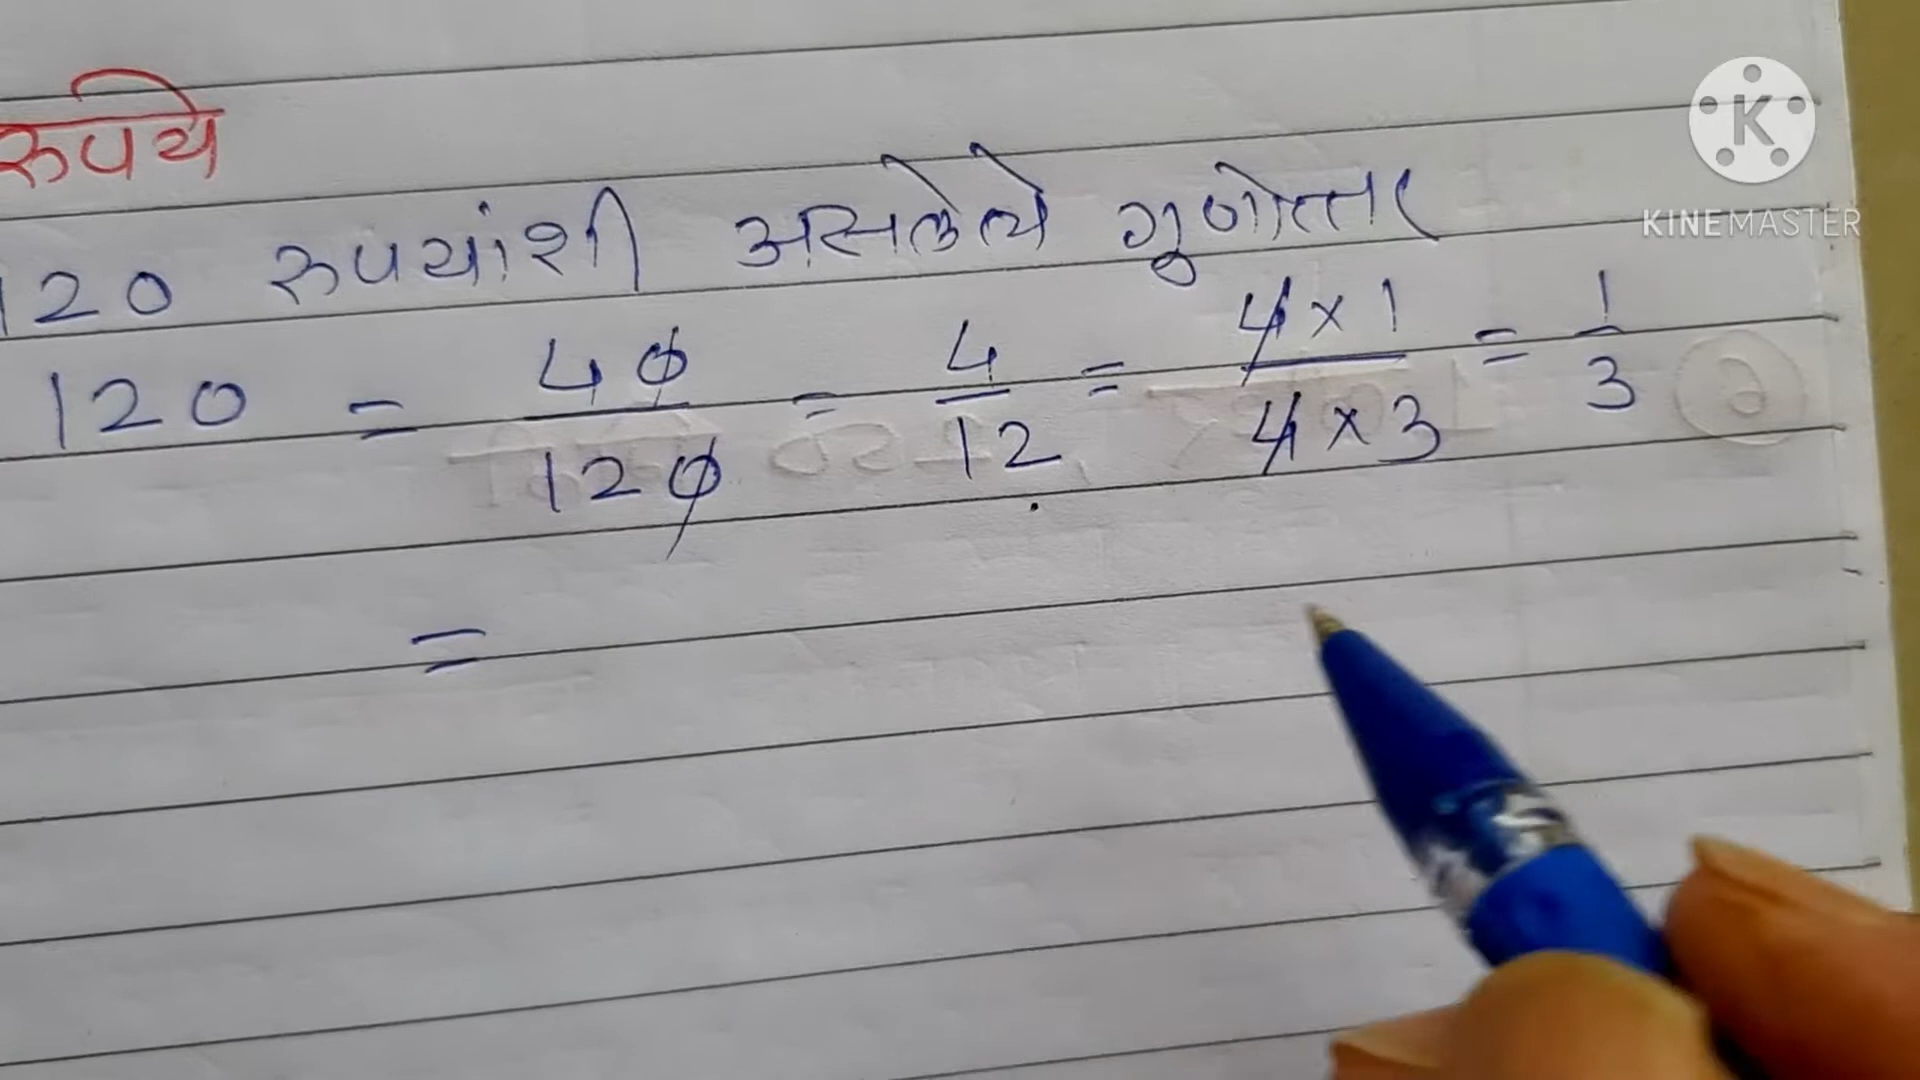 रुपये
120 रुपयांशी असलेले गुणोत्तर
120 = 40/120 = 4/12 = 4 x 1/4 x 3 = 1/3
=
K
KINEMASTER